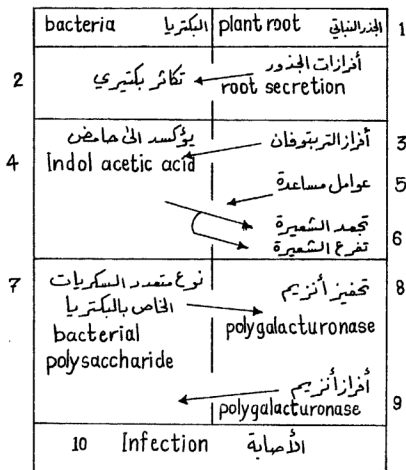 bacteria البكتريا plant root الجذر النباتي 1
2 تكاثر بكتيري أفرازات الجذور
root secretion
يؤكسد الى حامض أفراز التربتوفان 3
4 indol acetic acid عوامل مساعدة 5
تجعد الشعيرة
تفرع الشعيرة 6
7 نوع متعدد السكريات تحفيز أنزيم 8
الخاص بالبكتريا
bacterial polygalacturonase
polysaccharide
أفراز أنزيم
polygalacturonase 9
10 Infection الأصابة